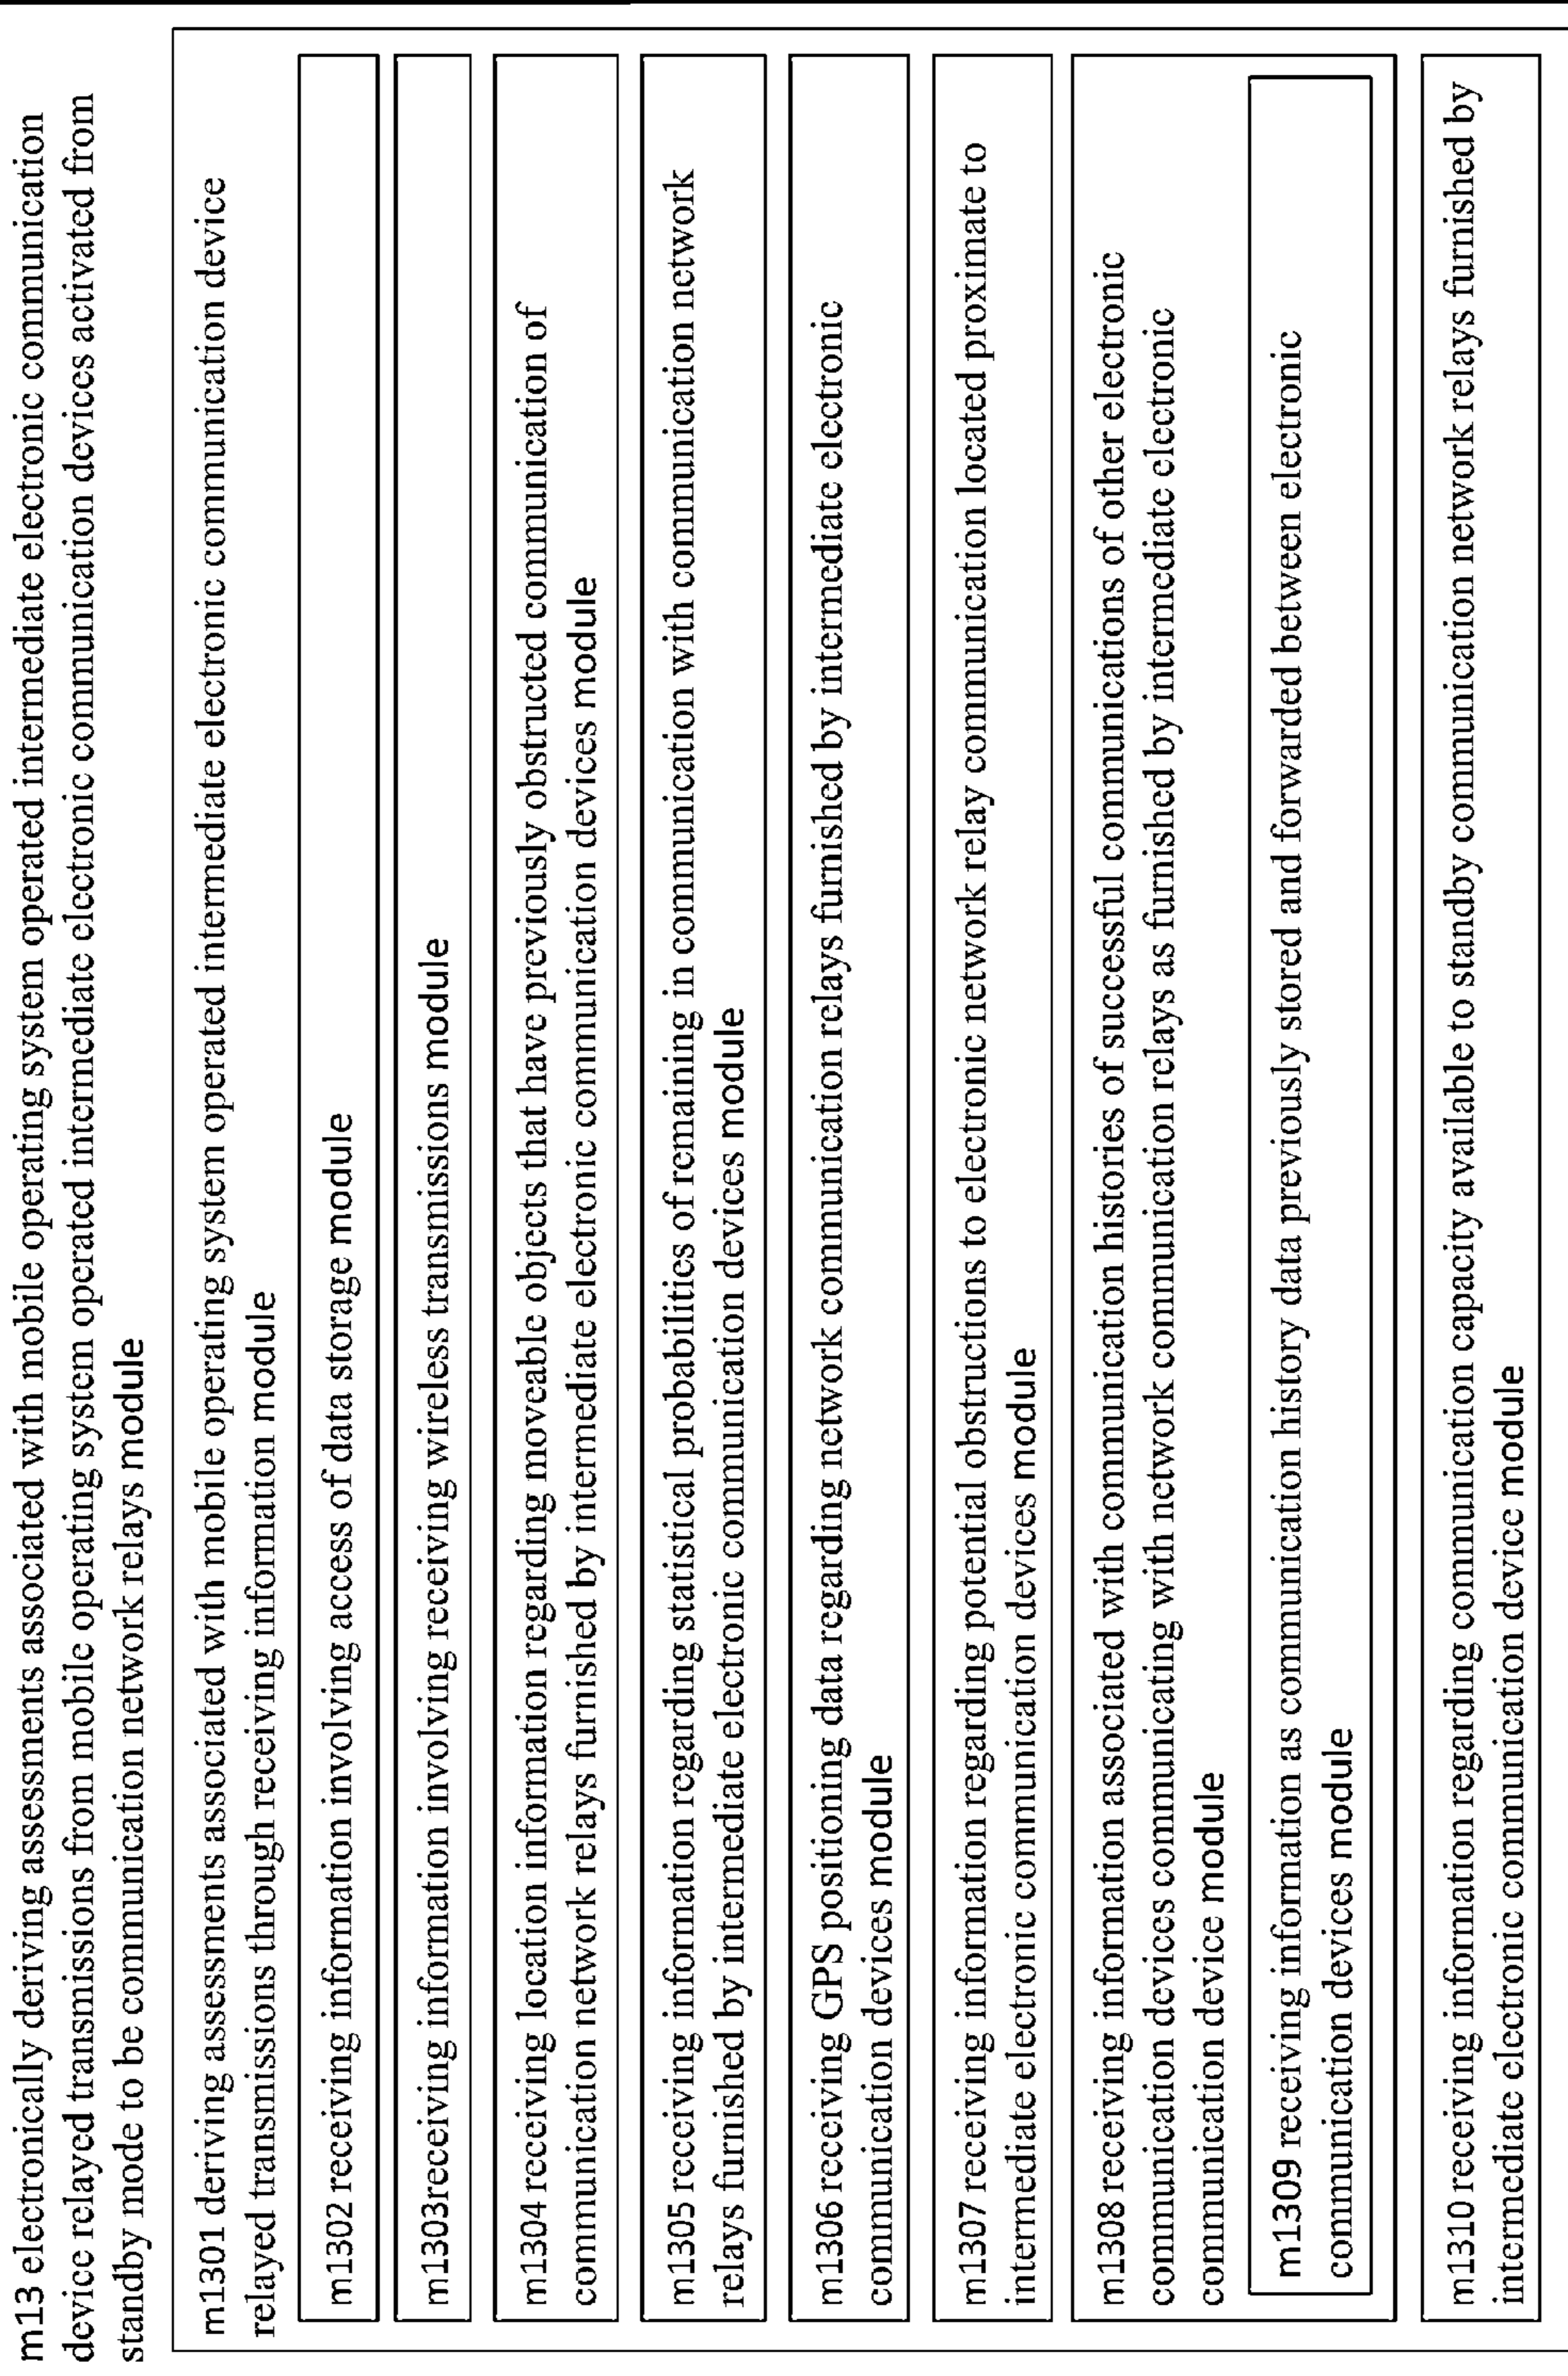 m13 electronically deriving assessments associated with mobile operating system operated intermediate electronic communication
device relayed transmissions from mobile operating system operated intermediate electronic communication devices activated from
standby mode to be communication network relays module
m1301 deriving assessments associated with mobile operating system operated intermediate electronic communication device
relayed transmissions through receiving information module
m1302 receiving information involving access of data storage module
m1303receiving information involving receiving wireless transmissions module
m1304 receiving location information regarding moveable objects that have previously obstructed communication of
communication network relays furnished by intermediate electronic communication devices module
m1305 receiving information regarding statistical probabilities of remaining in communication with communication network
relays furnished by intermediate electronic communication devices module
m1306 receiving GPS positioning data regarding network communication relays furnished by intermediate electronic
communication devices module
m1307 receiving information regarding potential obstructions to electronic network relay communication located proximate to
intermediate electronic communication devices module
m1308 receiving information associated with communication histories of successful communications of other electronic
communication devices communicating with network communication relays as furnished by intermediate electronic
communication device module
m1309 receiving information as communication history data previously stored and forwarded between electronic
communication devices module
m1310 receiving information regarding communication capacity available to standby communication network relays furnished by
intermediate electronic communication device module